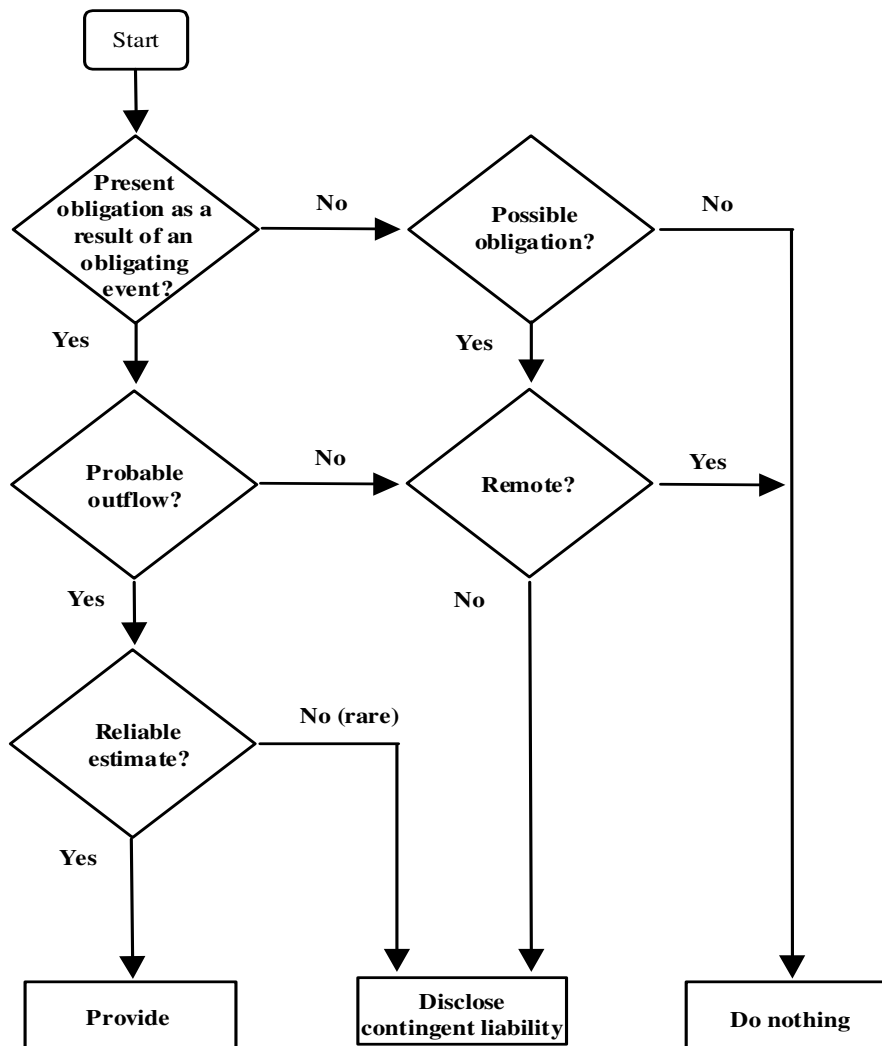 Start
Present
obligation as a
result of an
obligating
event?
No
Possible
obligation?
No
Yes
Yes
Probable
outflow?
No
Remote?
Yes
Yes
No
Reliable
estimate?
No (rare)
Yes
Provide
Disclose
contingent liability
Do nothing